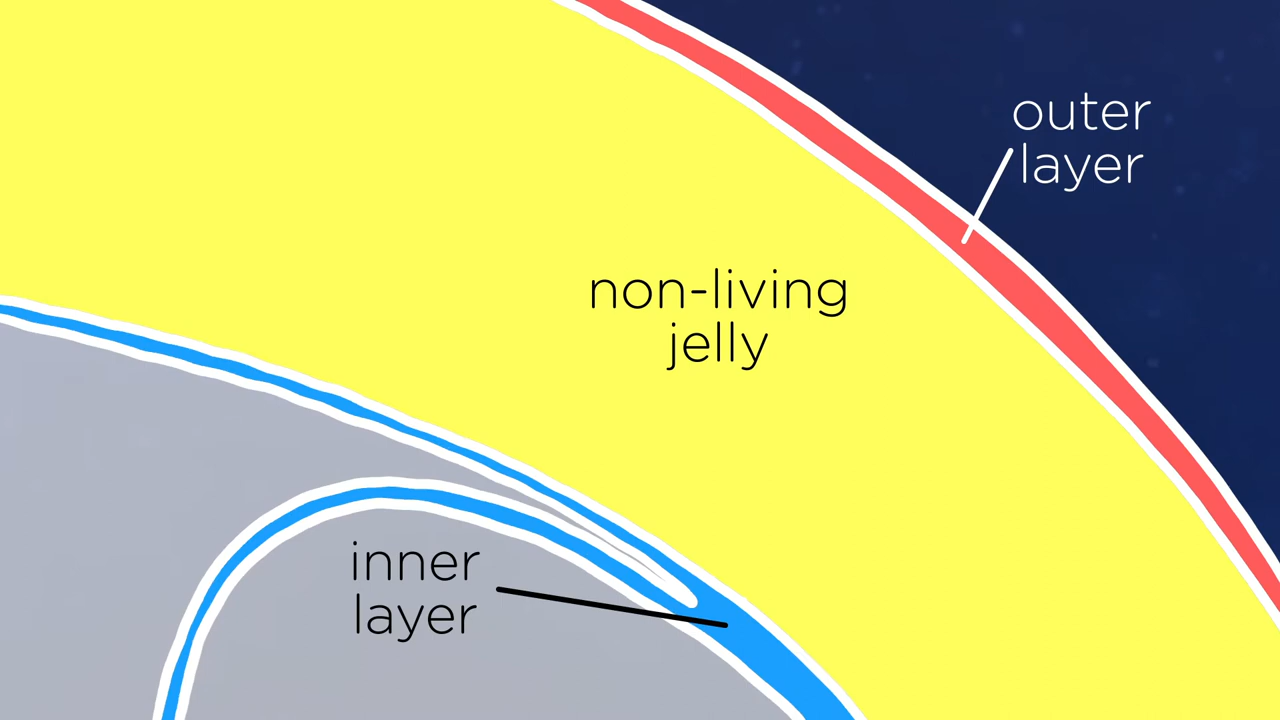 outer
layer
non-living
jelly
inner
layer